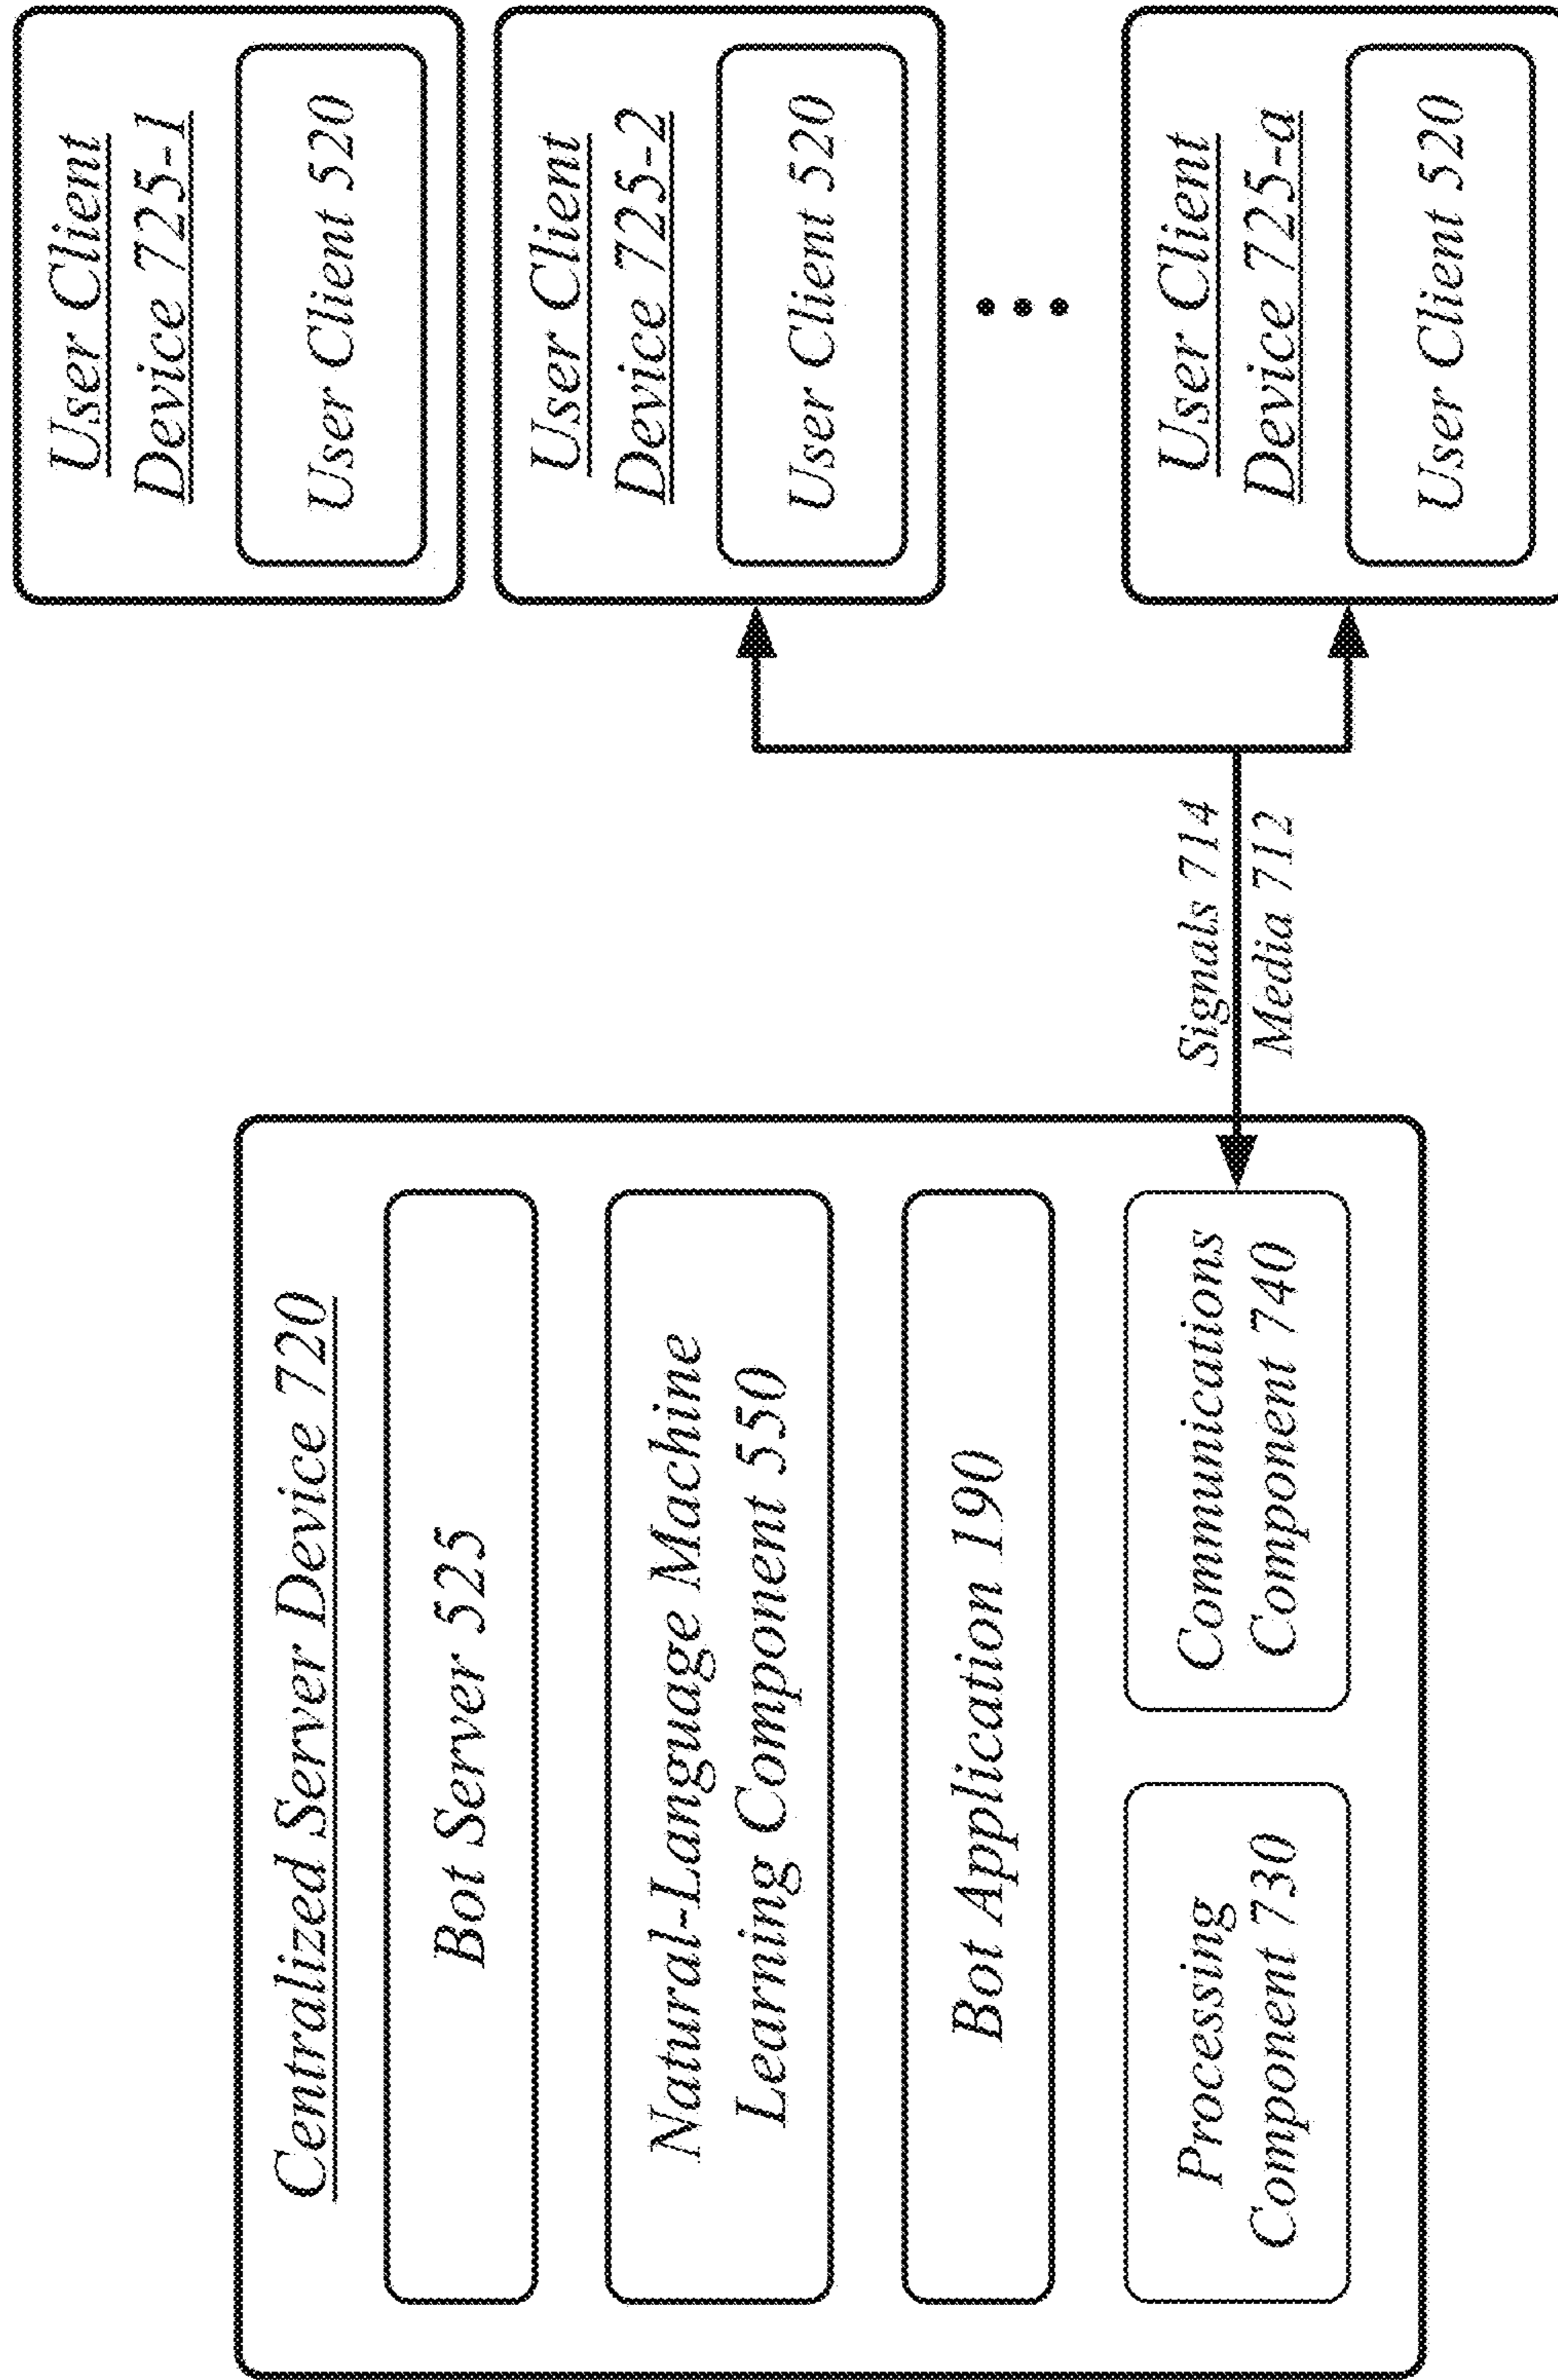 Centralized Server Device 720
Bot Server 525
Natural-Language Machine
Learning Component 550
Bot Application 190
Processing
Component 730
Communications
Component 740
Signals 714
Media 712
User Client
Device 725-1
User Client 520
User Client
Device 725-2
User Client 520
User Client
Device 725-a
User Client 520